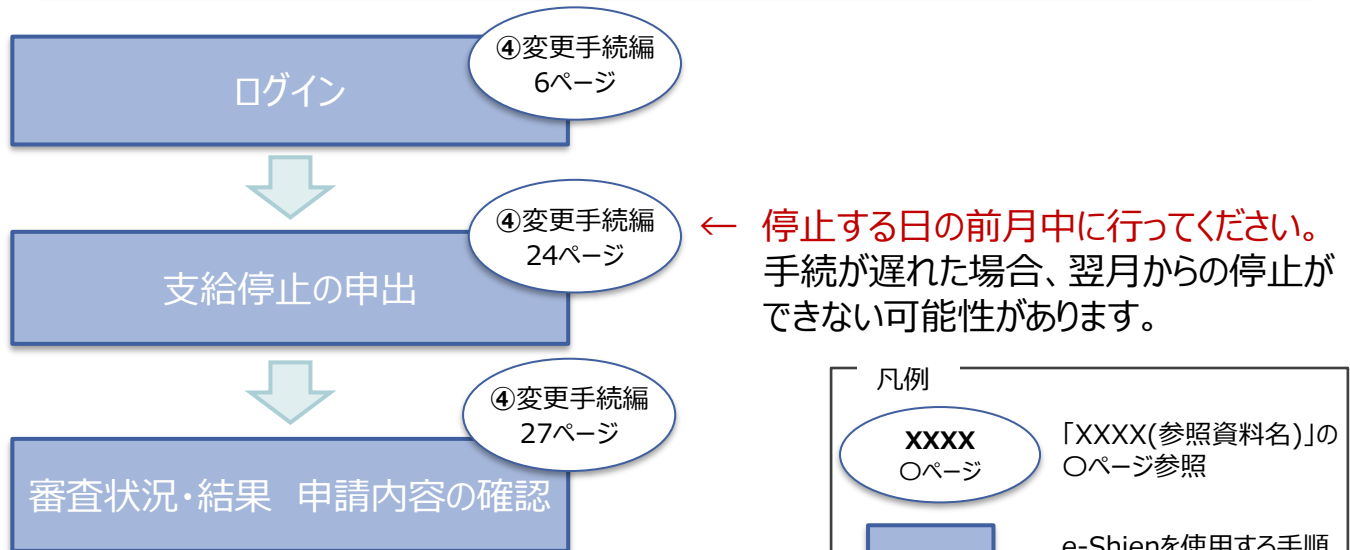 ④変更手続編
6ページ
ログイン
④変更手続編
24ページ
← 停止する日の前月中に行ってください。
手続が遅れた場合、翌月からの停止が
できない可能性があります。
支給停止の申出
④変更手続編
27ページ
審査状況・結果　申請内容の確認
凡例
XXXX
〇ページ
「XXXX(参照資料名)」の
〇ページ参照
e-Shienを使用する手順